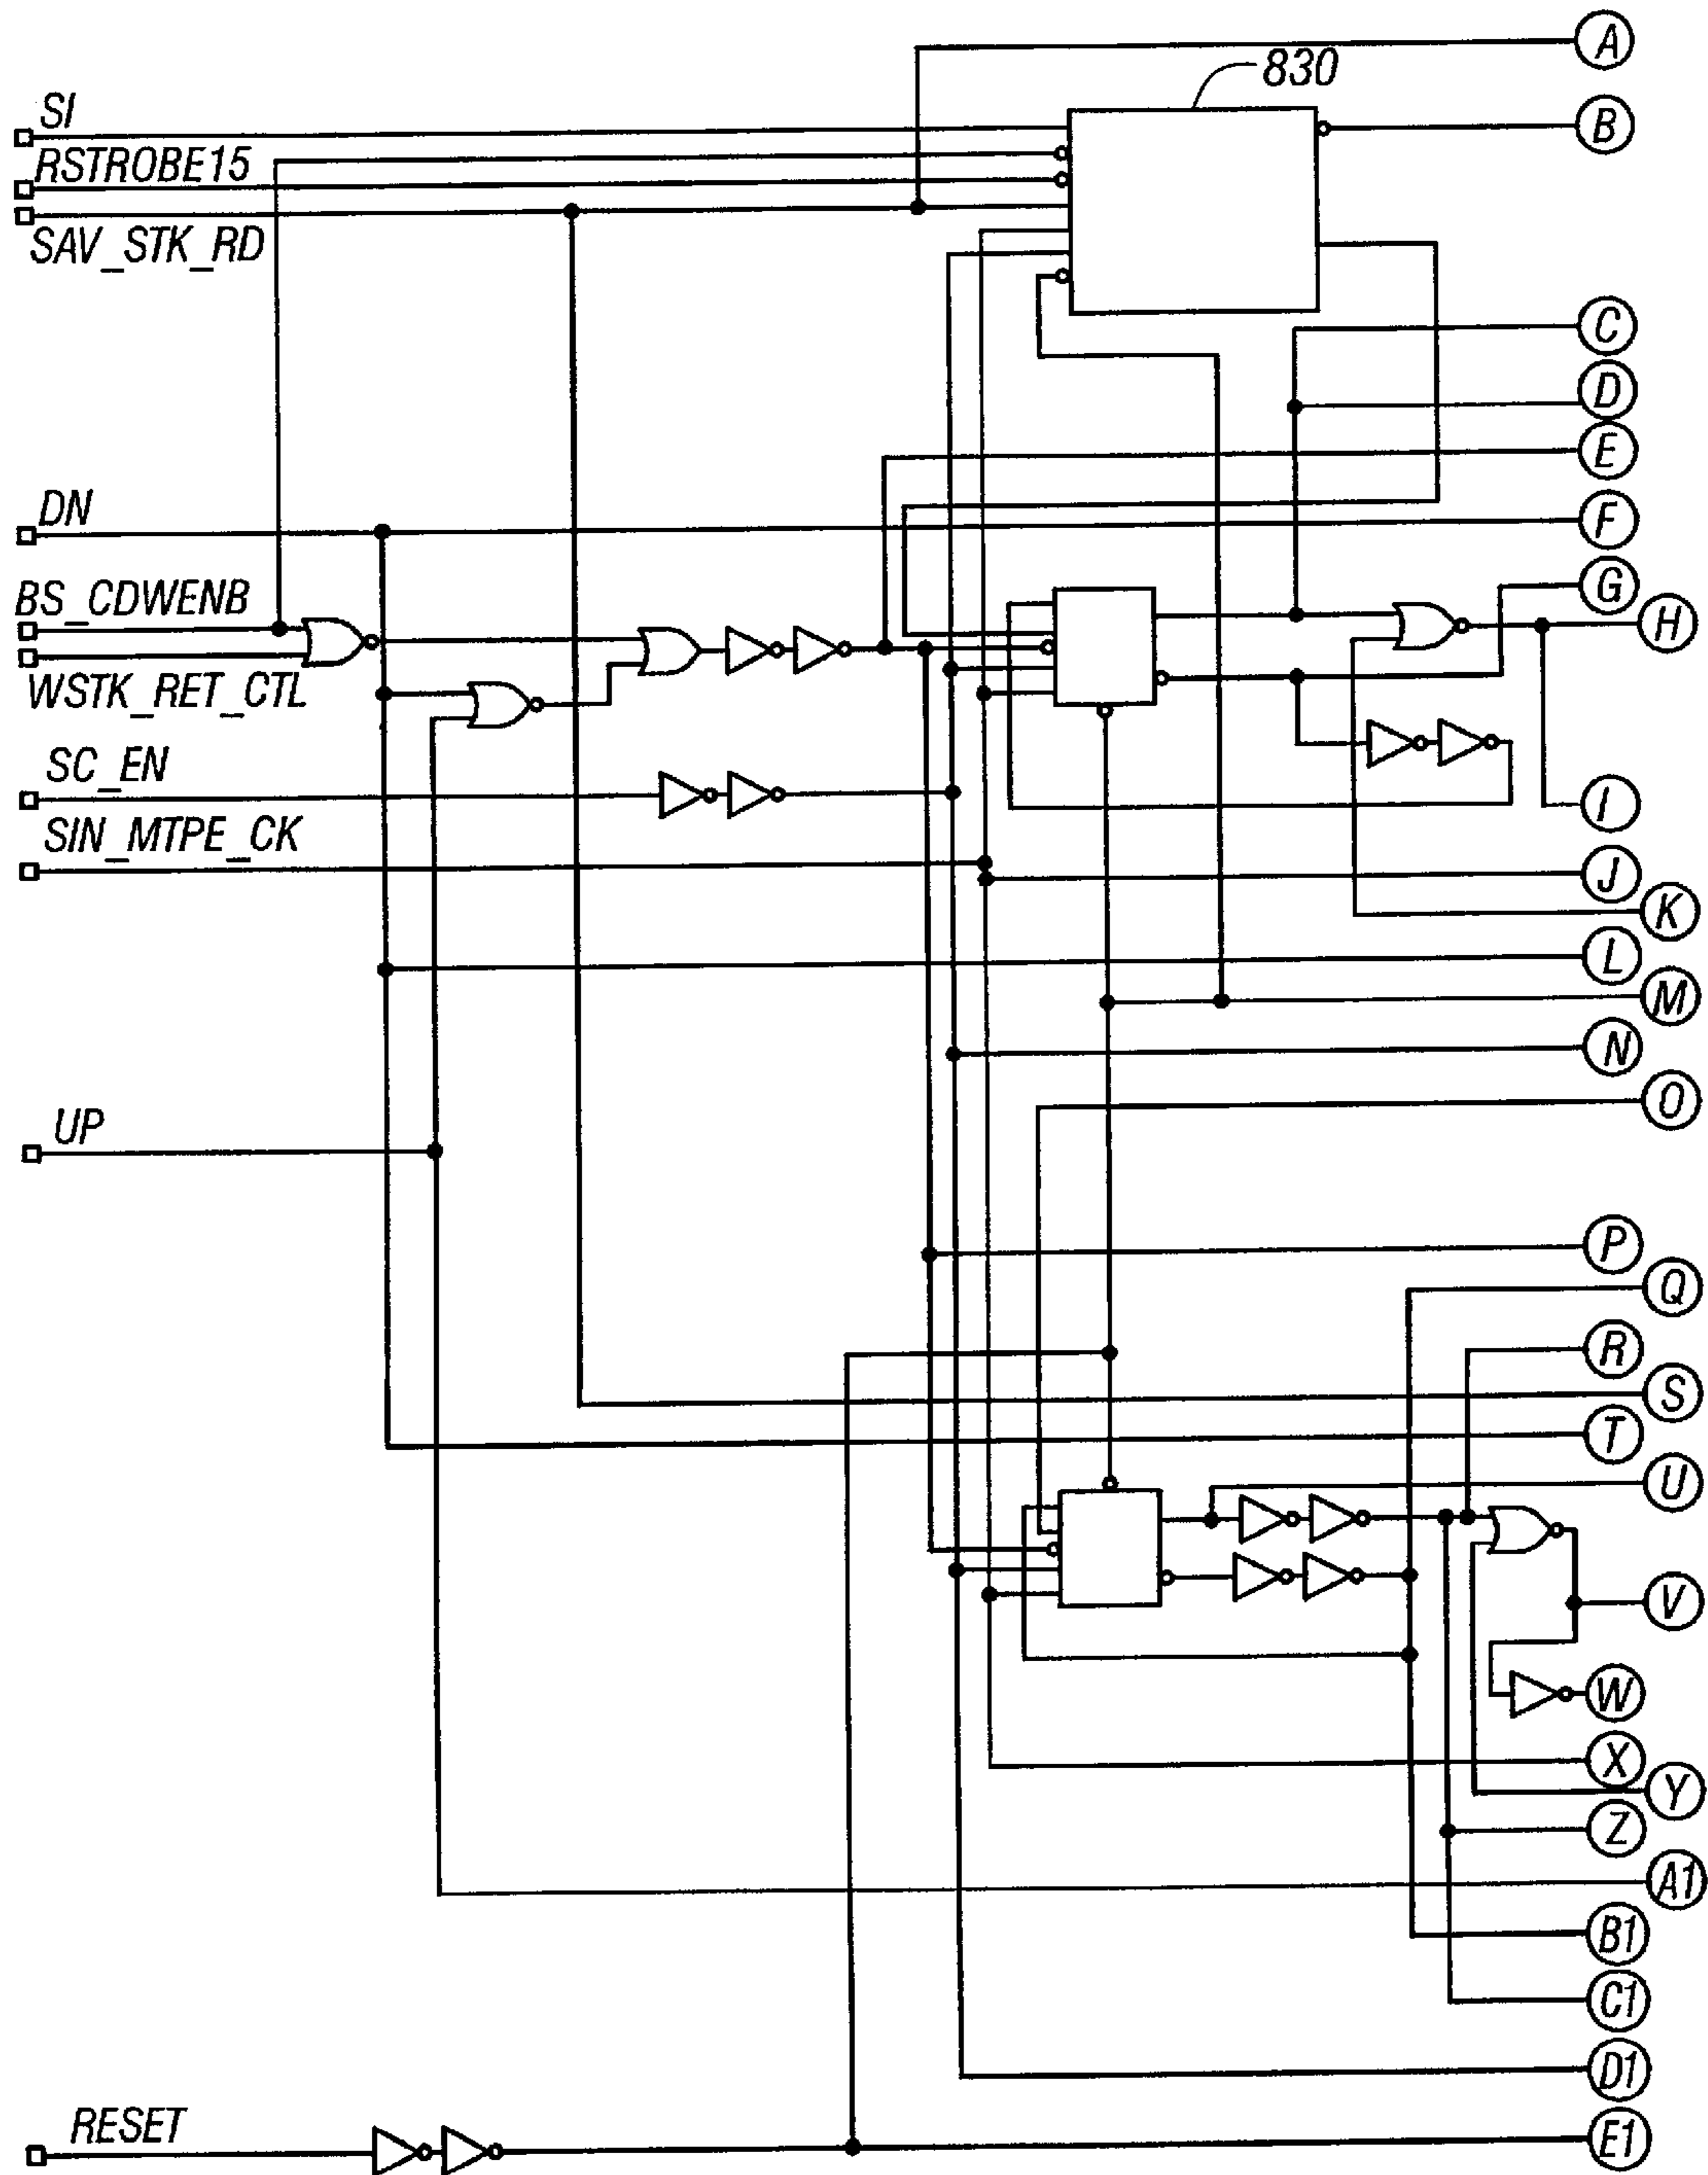 A
830
B
SI
RSTROBE15
SAV_STK_RD
C
D
E
DN
F
BS_CDWENB
G
H
WSTK_RET_CTL
SC_EN
I
SIN_MTPE_CK
J
K
L
M
N
O
UP
P
Q
R
S
T
U
V
W
X
Y
Z
A1
B1
C1
D1
RESET
E1